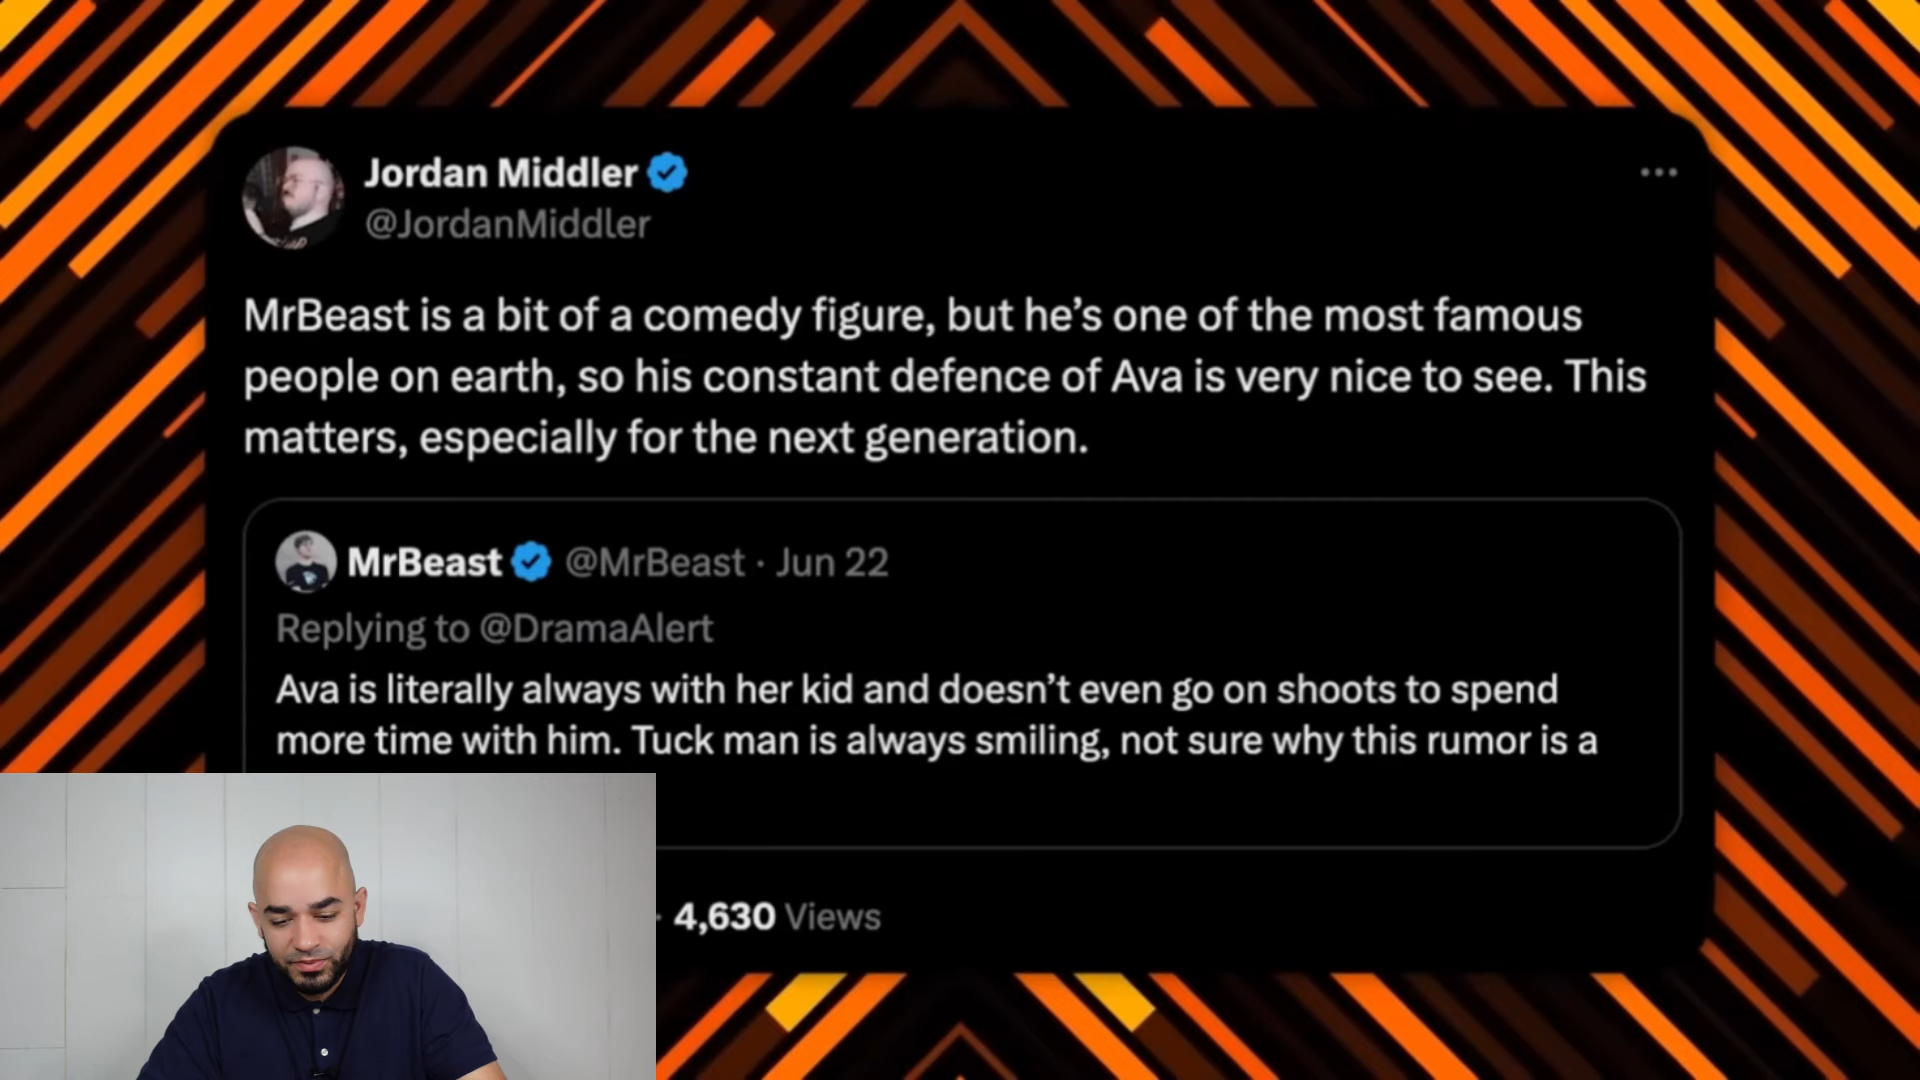 Jordan Middler
@JordanMiddler
MrBeast is a bit of a comedy figure, but he’s one of the most famous
people on earth, so his constant defence of Ava is very nice to see. This
matters, especially for the next generation.
MrBeast @MrBeast · Jun 22
Replying to @DramaAlert
Ava is literally always with her kid and doesn’t even go on shoots to spend
more time with him. Tuck man is always smiling, not sure why this rumor is a
· 4,630 Views